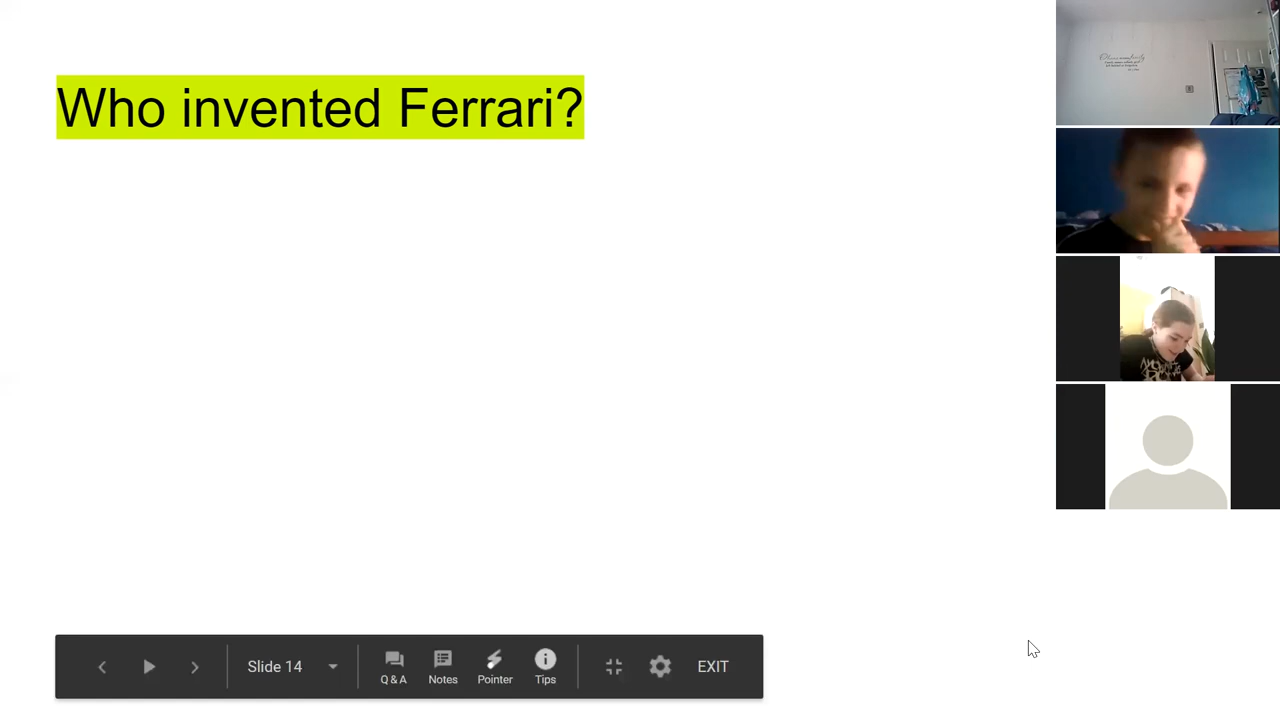 Who invented Ferrari?
Slide 14
Q & A
Notes
Pointer
Tips
EXIT